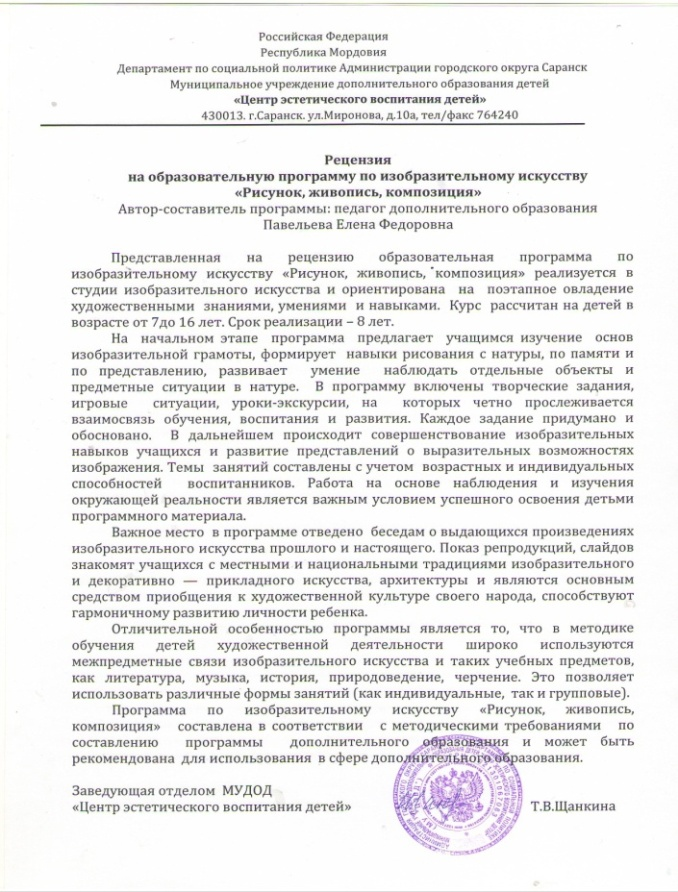 Российская Федерация
Республика Мордовия
Департамент по социальной политике Администрации городского округа Саранск
Муниципальное учреждение дополнительного образования детей
«Центр эстетического воспитания детей»
430013. г.Саранск. ул.Миронова, д.10а, тел/факс 764240
Рецензия
на образовательную программу по изобразительному искусству
«Рисунок, живопись, композиция»
Автор-составитель программы: педагог дополнительного образования
Павельева Елена Федоровна
Представленная на рецензию образовательная программа по
изобразительному искусству «Рисунок, живопись, композиция» реализуется в
студии изобразительного искусства и ориентирована на поэтапное овладение
художественными знаниями, умениями и навыками. Курс рассчитан на детей в
возрасте от 7до 16 лет. Срок реализации – 8 лет.
На начальном этапе программа предлагает учащимся изучение основ
изобразительной грамоты, формирует навыки рисования с натуры, по памяти и
по представлению, развивает умение наблюдать отдельные объекты и
предметные ситуации в натуре. В программу включены творческие задания,
игровые ситуации, уроки-экскурсии, на которых четно прослеживается
взаимосвязь обучения, воспитания и развития. Каждое задание придумано и
обосновано. В дальнейшем происходит совершенствование изобразительных
навыков учащихся и развитие представлений о выразительных возможностях
изображения. Темы занятий составлены с учетом возрастных и индивидуальных
способностей воспитанников. Работа на основе наблюдения и изучения
окружающей реальности является важным условием успешного освоения детьми
программного материала.
Важное место в программе отведено беседам о выдающихся произведениях
изобразительного искусства прошлого и настоящего. Показ репродукций, слайдов
знакомят учащихся с местными и национальными традициями изобразительного
и декоративно — прикладного искусства, архитектуры и являются основным
средством приобщения к художественной культуре своего народа, способствуют
гармоничному развитию личности ребенка.
Отличительной особенностью программы является то, что в методике
обучения детей художественной деятельности широко используются
межпредметные связи изобразительного искусства и таких учебных предметов,
как литература, музыка, история, природоведение, черчение. Это позволяет
использовать различные формы занятий (как индивидуальные, так и групповые).
Программа по изобразительному искусству «Рисунок, живопись,
композиция» составлена в соответствии с методическими требованиями по
составлению программы дополнительного образования и может быть
рекомендована для использования в сфере дополнительного образования.
Заведующая отделом МУДОД
«Центр эстетического воспитания детей» Т.В.Щанкина